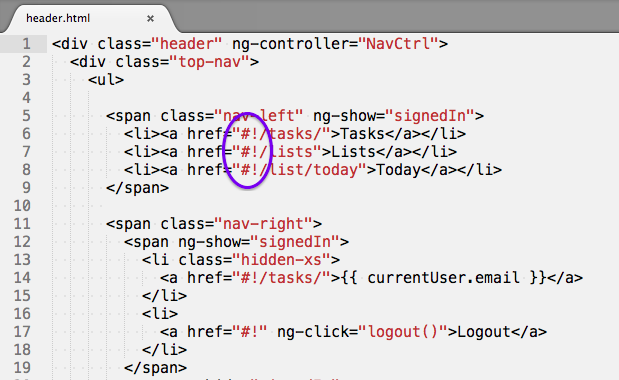 header.html ×
1 <div class="header" ng-controller="NavCtrl">
2 <div class="top-nav">
3 <ul>
4
5 <span class="nav-left" ng-show="signedIn">
6 <li><a href="#!/tasks/">Tasks</a></li>
7 <li><a href="#!/lists">Lists</a></li>
8 <li><a href="#!/list/today">Today</a></li>
9 </span>
10
11 <span class="nav-right">
12 <span ng-show="signedIn">
13 <li class="hidden-xs">
14 <a href="#!/tasks/">{{ currentUser.email }}</a>
15 </li>
16 <li>
17 <a href="#!" ng-click="logout()">Logout</a>
18 </li>
19 </span>